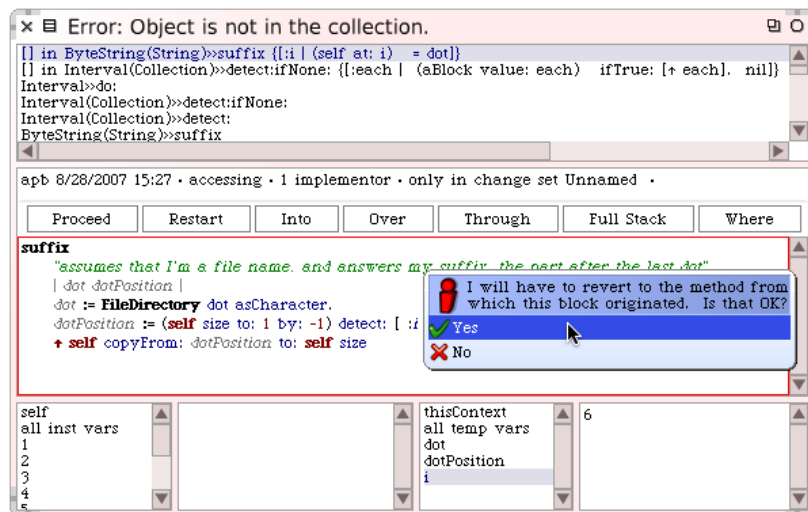 Error: Object is not in the collection.
[] in ByteString(String)»suffix {[:i | (self at: i)  = dot]}
[] in Interval(Collection)»detect:ifNone: {[:each |  (aBlock value: each)  ifTrue: [↑ each].  nil]}
Interval»do:
Interval(Collection)»detect:ifNone:
Interval(Collection)»detect:
ByteString(String)»suffix
apb 8/28/2007 15:27 · accessing · 1 implementor · only in change set Unnamed  ·
Proceed Restart Into Over Through Full Stack Where
suffix
"assumes that I'm a file name, and answers my suffix, the part after the last dot"
| dot dotPosition |
dot := FileDirectory dot asCharacter.
dotPosition := (self size to: 1 by: -1) detect: [ :i
↑ self copyFrom: dotPosition to: self size
I will have to revert to the method from
which this block originated.  Is that OK?
Yes
No
self
all inst vars
1
2
3
4
5
thisContext
all temp vars
dot
dotPosition
i
6